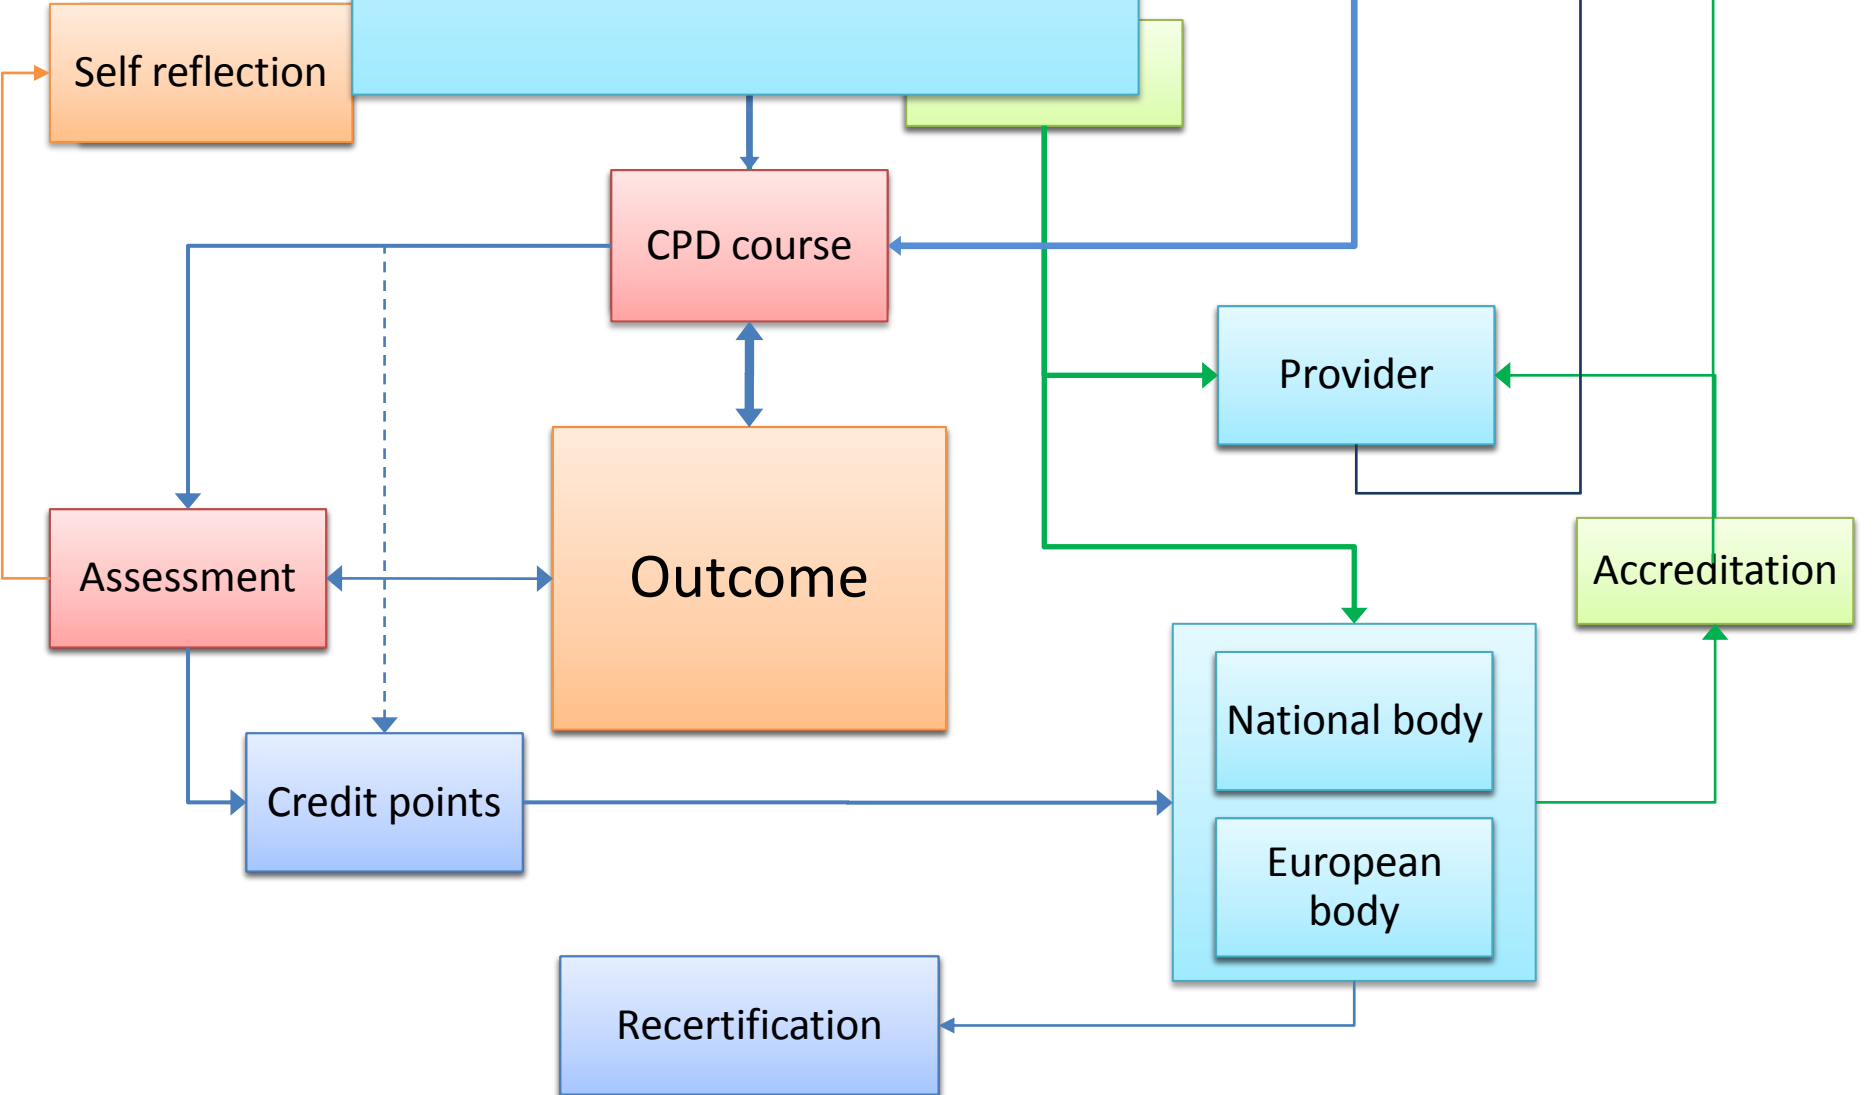 Self reflection
CPD course
Provider
Assessment
Outcome
Accreditation
National body
Credit points
European
body
Recertification